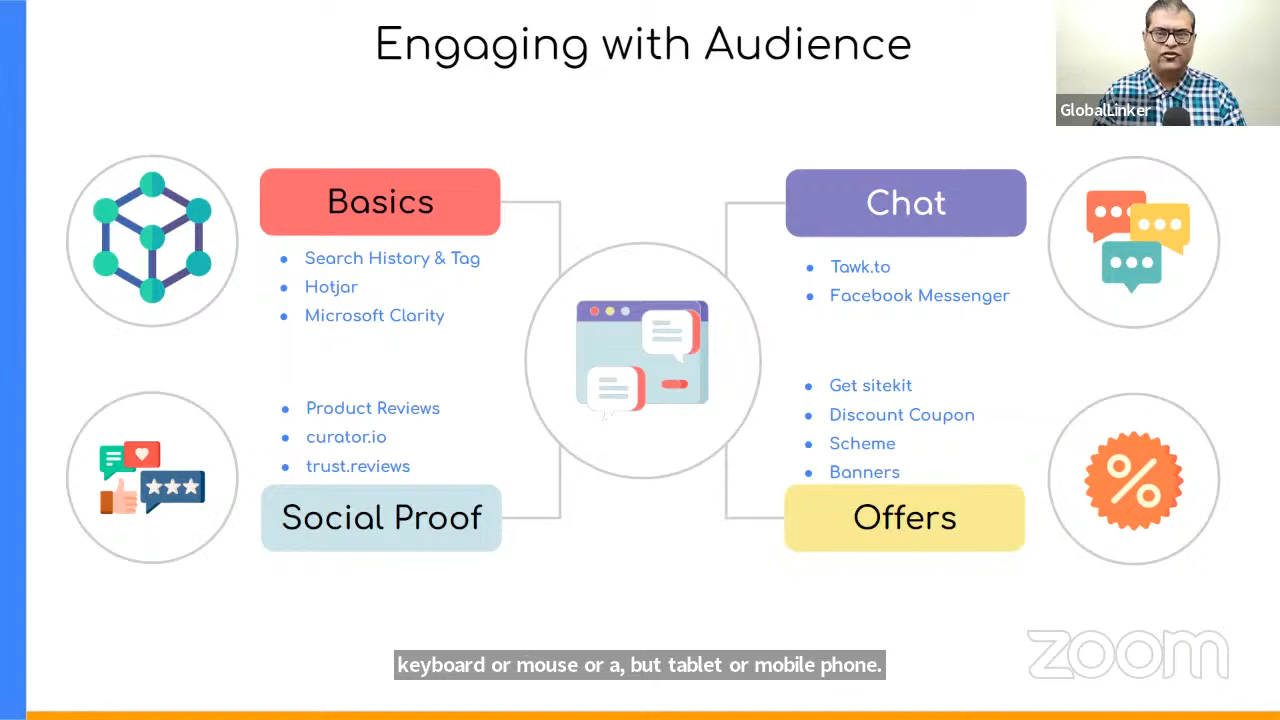 Engaging with Audience
GlobalLinker
Basics
Search History & Tag
Hotjar
Microsoft Clarity
Chat
Tawk.to
Facebook Messenger
Product Reviews
curator.io
trust.reviews
Social Proof
Get sitekit
Discount Coupon
Scheme
Banners
Offers
keyboard or mouse or a, but tablet or mobile phone.
zoom